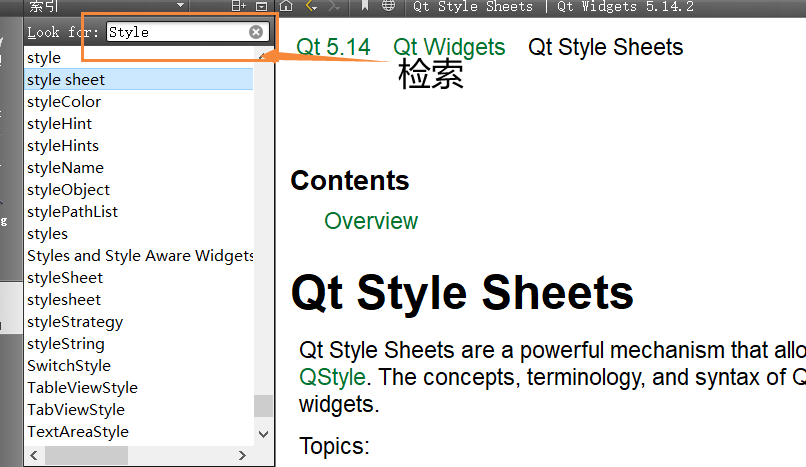 索引
Qt Style Sheets | Qt Widgets 5.14.2
Look for: Style
Qt 5.14 Qt Widgets Qt Style Sheets
检索
style
style sheet
styleColor
styleHint
styleHints
styleName
styleObject
stylePathList
styles
Styles and Style Aware Widgets
styleSheet
stylesheet
styleStrategy
styleString
SwitchStyle
TableViewStyle
TabViewStyle
TextAreaStyle
Contents
Overview
Qt Style Sheets
Qt Style Sheets are a powerful mechanism that allo
QStyle. The concepts, terminology, and syntax of Q
widgets.
Topics: